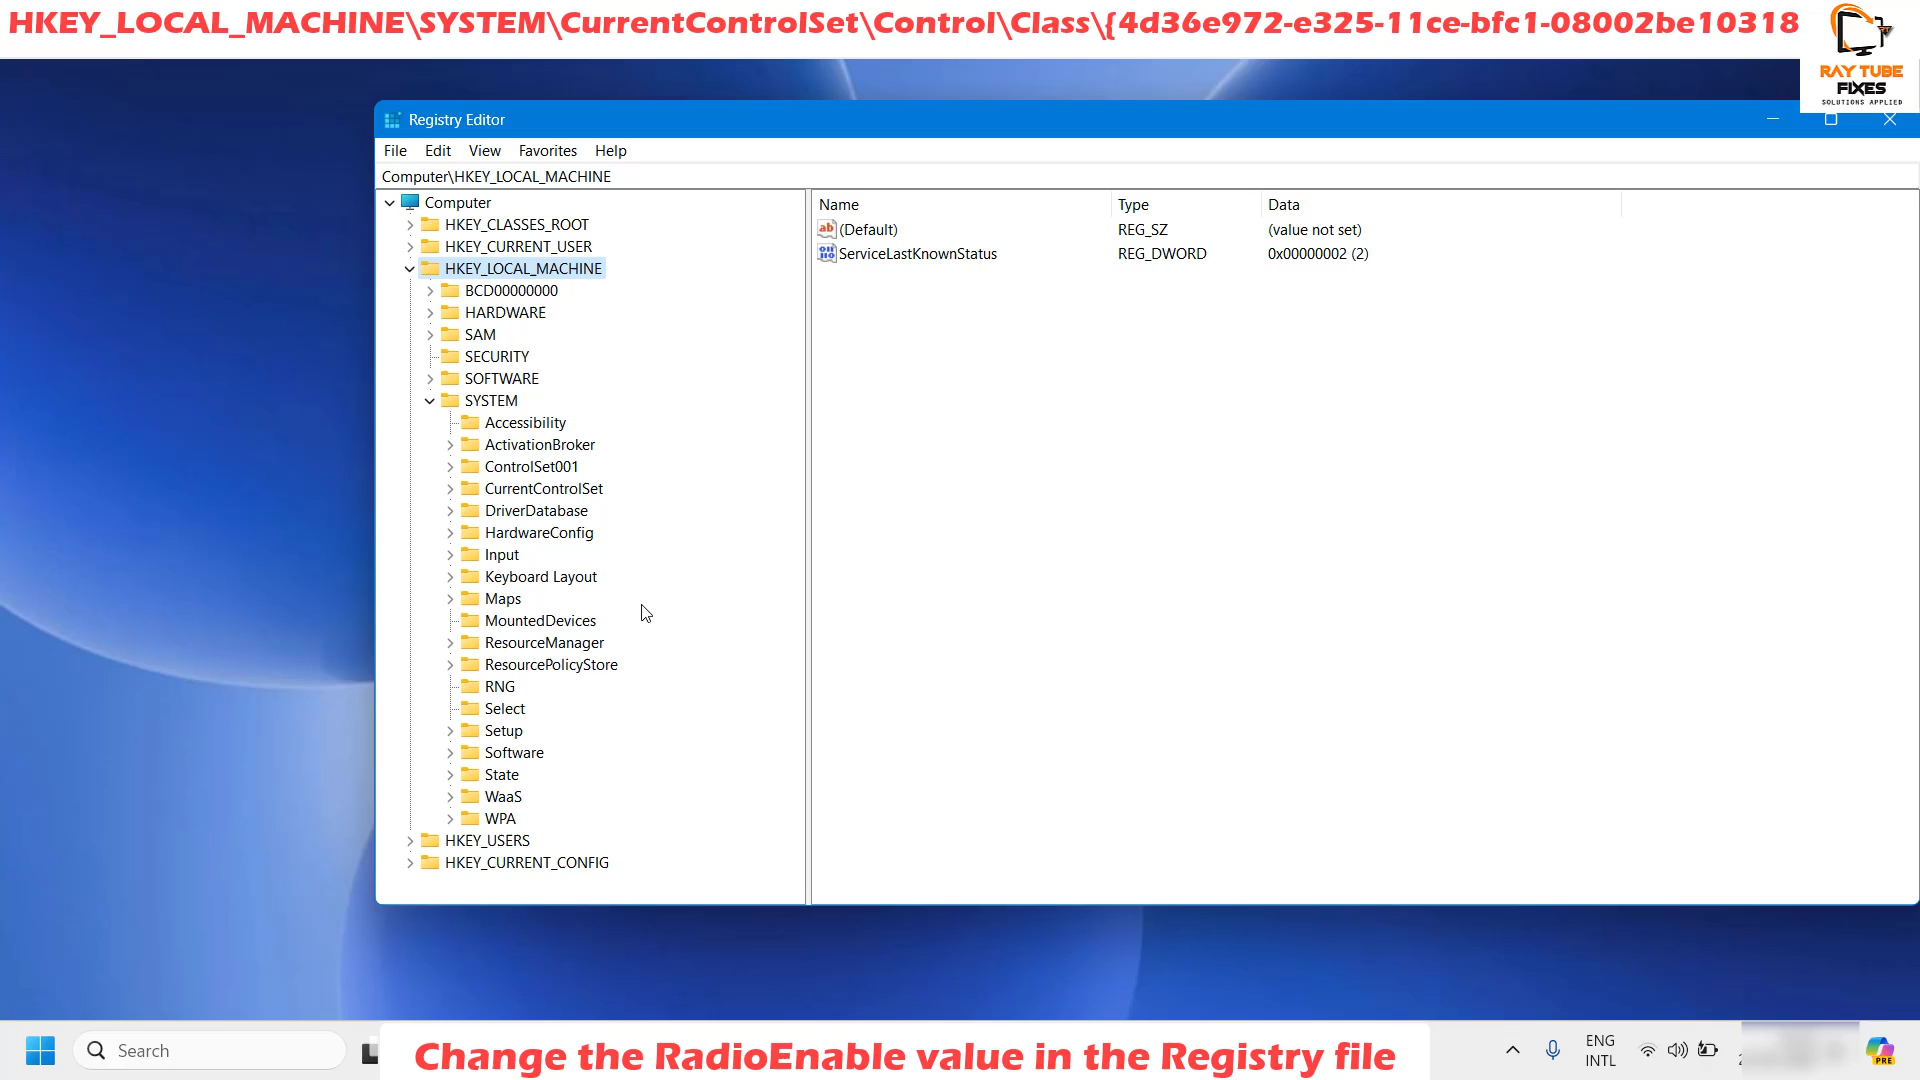 HKEY_LOCAL_MACHINE\SYSTEM\CurrentControlSet\Control\Class\{4d36e972-e325-11ce-bfc1-08002be10318
RAY TUBE
FIXES
SOLUTIONS APPLIED
Registry Editor
File Edit View Favorites Help
Computer\HKEY_LOCAL_MACHINE
Computer
HKEY_CLASSES_ROOT
HKEY_CURRENT_USER
HKEY_LOCAL_MACHINE
BCD00000000
HARDWARE
SAM
SECURITY
SOFTWARE
SYSTEM
Accessibility
ActivationBroker
ControlSet001
CurrentControlSet
DriverDatabase
HardwareConfig
Input
Keyboard Layout
Maps
MountedDevices
ResourceManager
ResourcePolicyStore
RNG
Select
Setup
Software
State
WaaS
WPA
HKEY_USERS
HKEY_CURRENT_CONFIG
Name Type Data
(Default) REG_SZ (value not set)
ServiceLastKnownStatus REG_DWORD 0x00000002 (2)
Search
Change the RadioEnable value in the Registry file
ENG
INTL
PRE